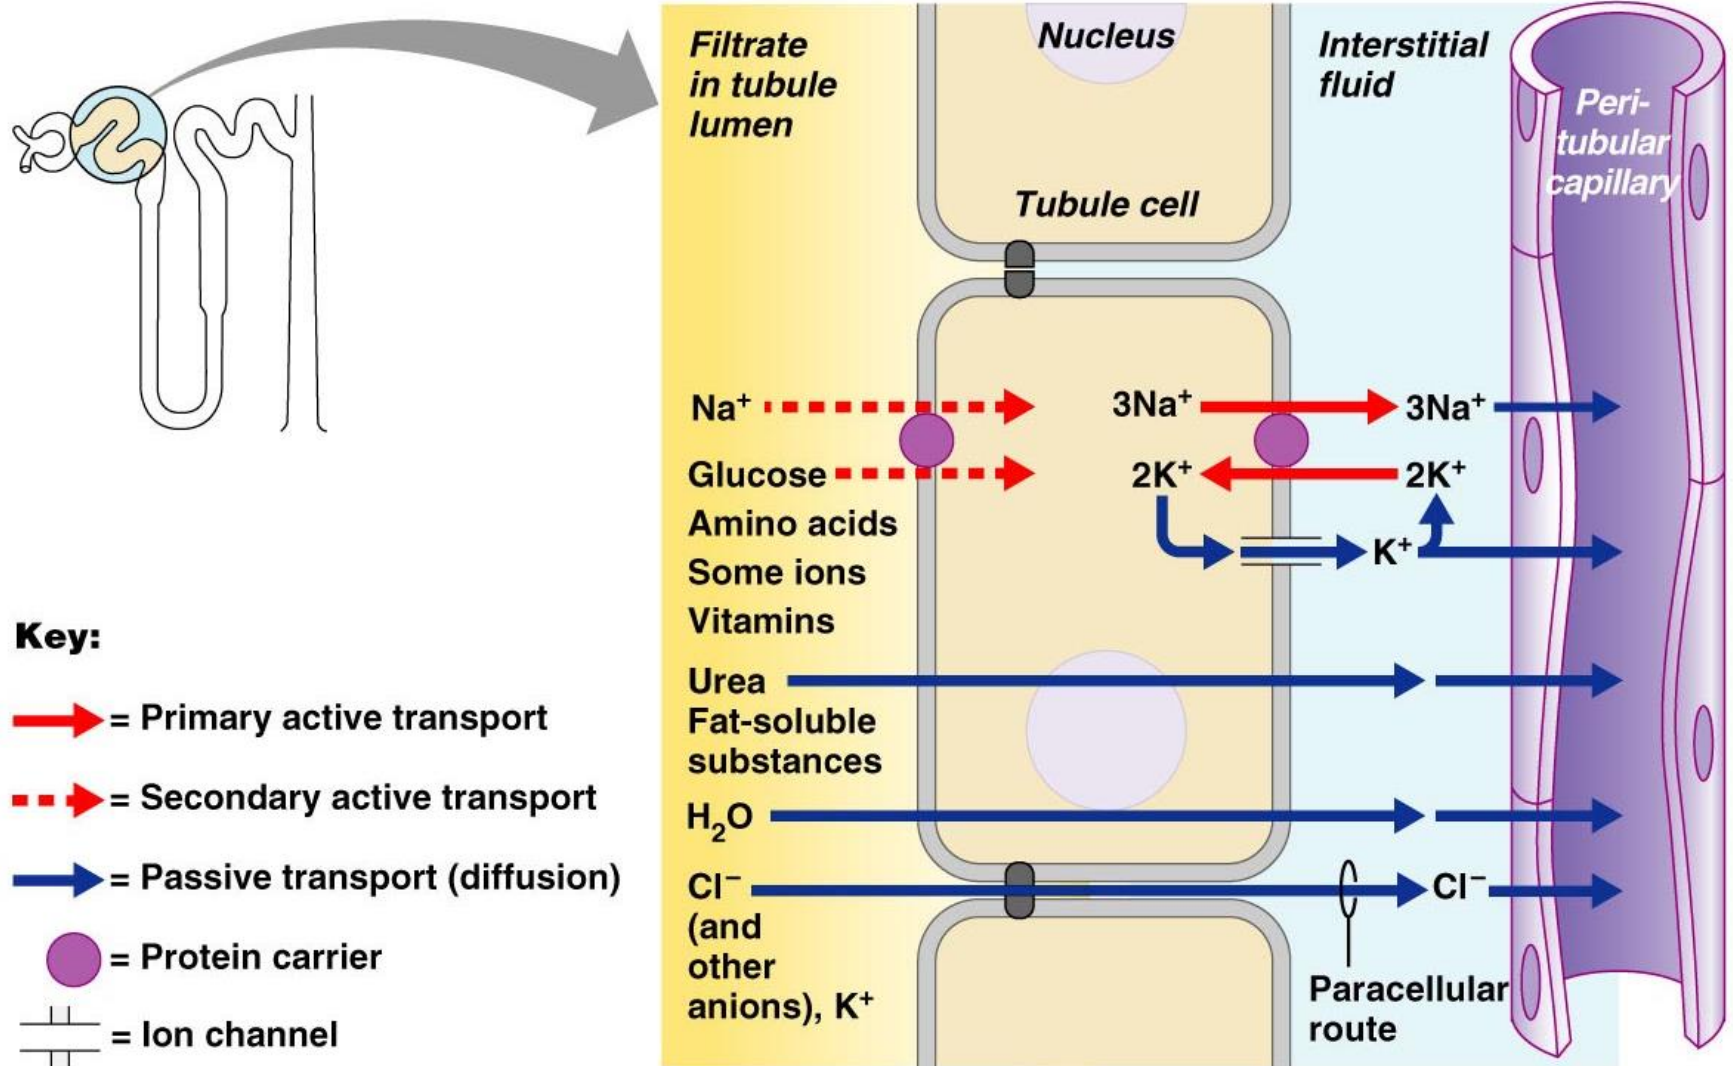 Filtrate
in tubule
lumen
Nucleus
Interstitial
fluid
Peri-
tubular
capillary
Tubule cell
Na⁺
3Na⁺
3Na⁺
Glucose
2K⁺
2K⁺
Amino acids
Some ions
K⁺
Vitamins
Urea
Fat-soluble
substances
H₂O
Cl⁻
(and
other
anions), K⁺
Cl⁻
Paracellular
route
Key:
= Primary active transport
= Secondary active transport
= Passive transport (diffusion)
= Protein carrier
= Ion channel